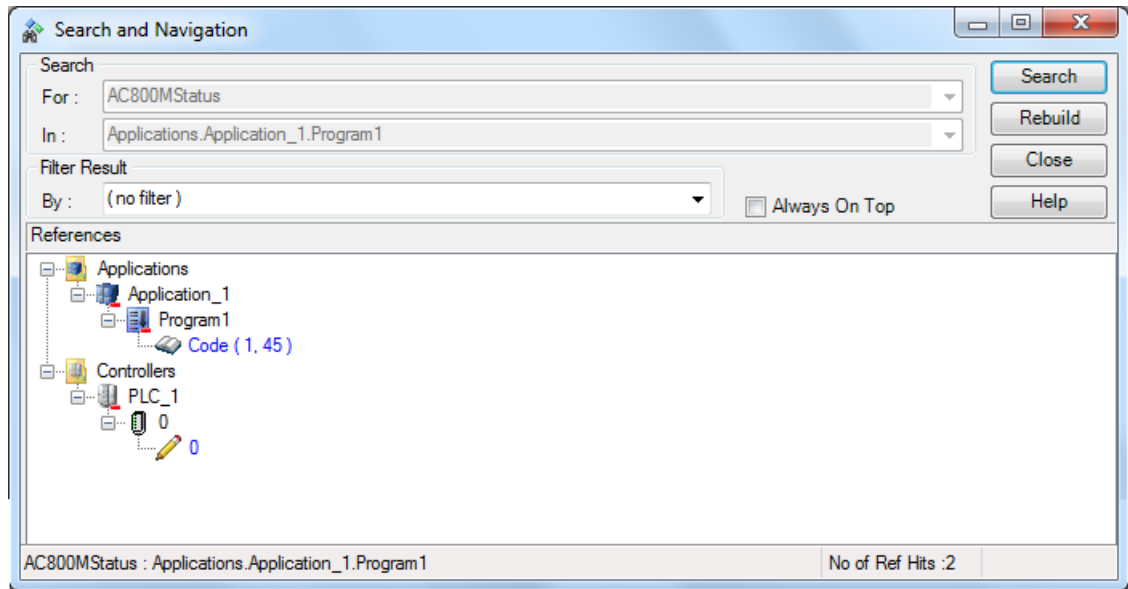 Search and Navigation
Search
For : AC800MStatus
In : Applications.Application_1.Program1
Filter Result
By : ( no filter )
Always On Top
Search
Rebuild
Close
Help
References
Applications
Application_1
Program1
Code ( 1, 45 )
Controllers
PLC_1
0
0
AC800MStatus : Applications.Application_1.Program1 No of Ref Hits :2